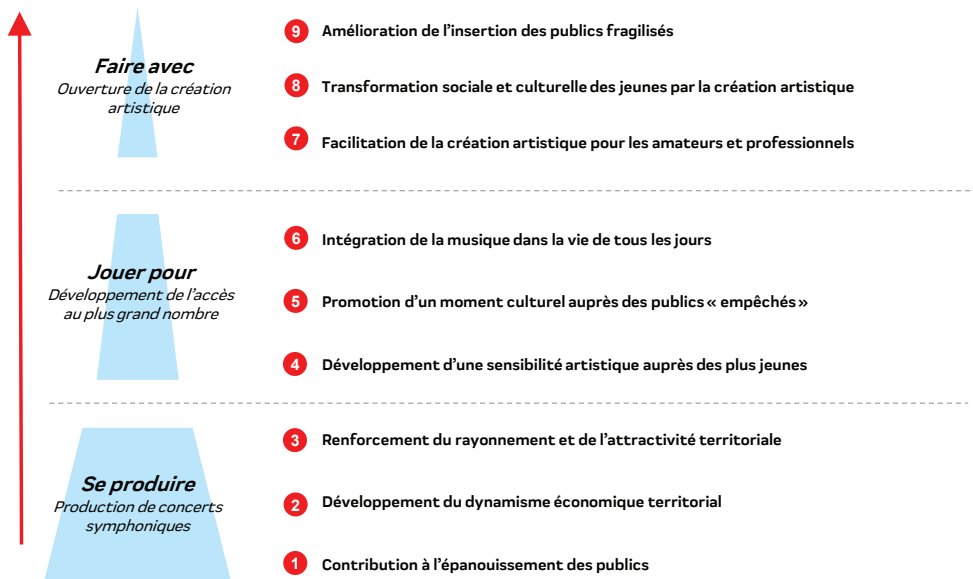 Faire avec
Ouverture de la création
artistique
9 Amélioration de l'insertion des publics fragilisés
8 Transformation sociale et culturelle des jeunes par la création artistique
7 Facilitation de la création artistique pour les amateurs et professionnels
Jouer pour
Développement de l'accès
au plus grand nombre
6 Intégration de la musique dans la vie de tous les jours
5 Promotion d'un moment culturel auprès des publics « empêchés »
4 Développement d'une sensibilité artistique auprès des plus jeunes
Se produire
Production de concerts
symphoniques
3 Renforcement du rayonnement et de l'attractivité territoriale
2 Développement du dynamisme économique territorial
1 Contribution à l'épanouissement des publics